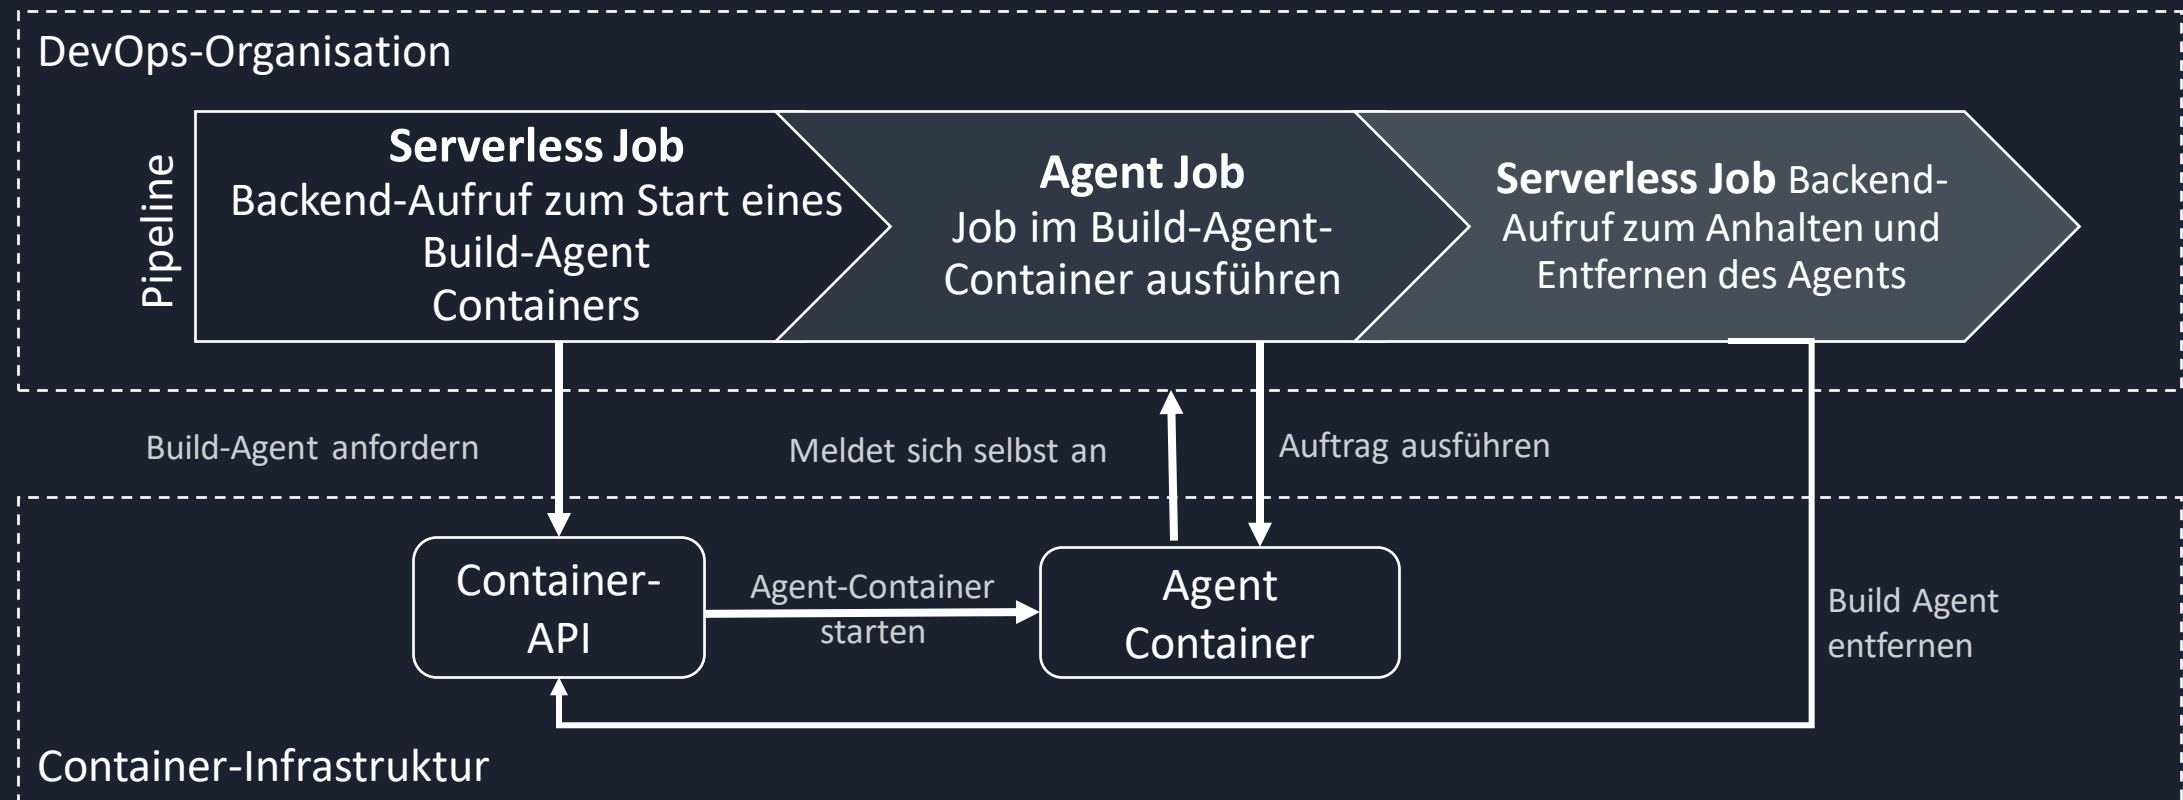 DevOps-Organisation
Pipeline
Serverless Job
Backend-Aufruf zum Start eines
Build-Agent
Containers
Agent Job
Job im Build-Agent-
Container ausführen
Serverless Job Backend-
Aufruf zum Anhalten und
Entfernen des Agents
Build-Agent anfordern
Meldet sich selbst an
Auftrag ausführen
Container-
API
Agent-Container
starten
Agent
Container
Build Agent
entfernen
Container-Infrastruktur